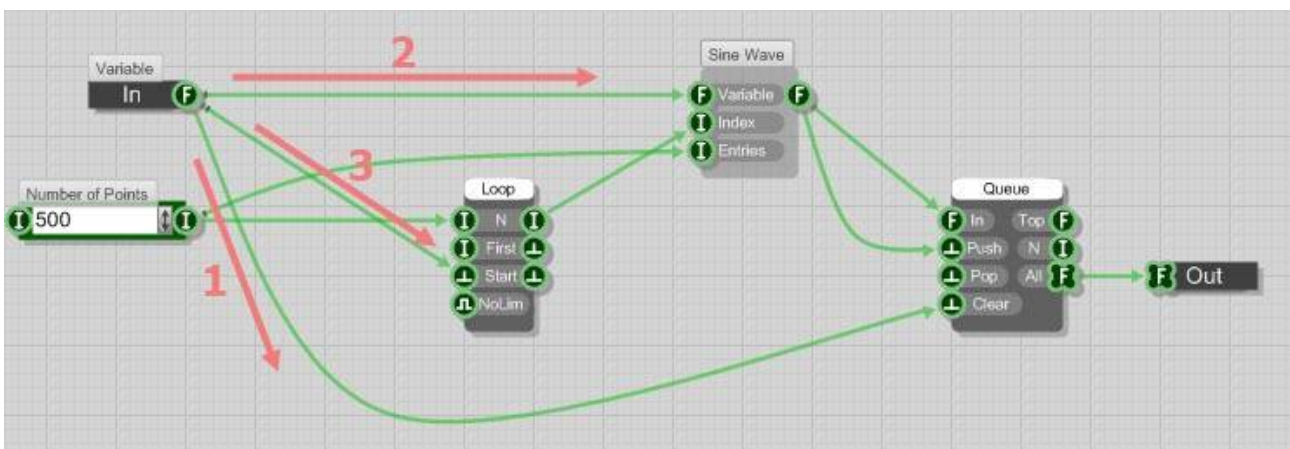 Variable
In
F
2
Sine Wave
F Variable F
I Index
I Entries
3
Number of Points
I 500 I
1
Loop
I N I
I First
Start
NoLim
Queue
F In Top F
Push N I
Pop All F
Clear
F Out